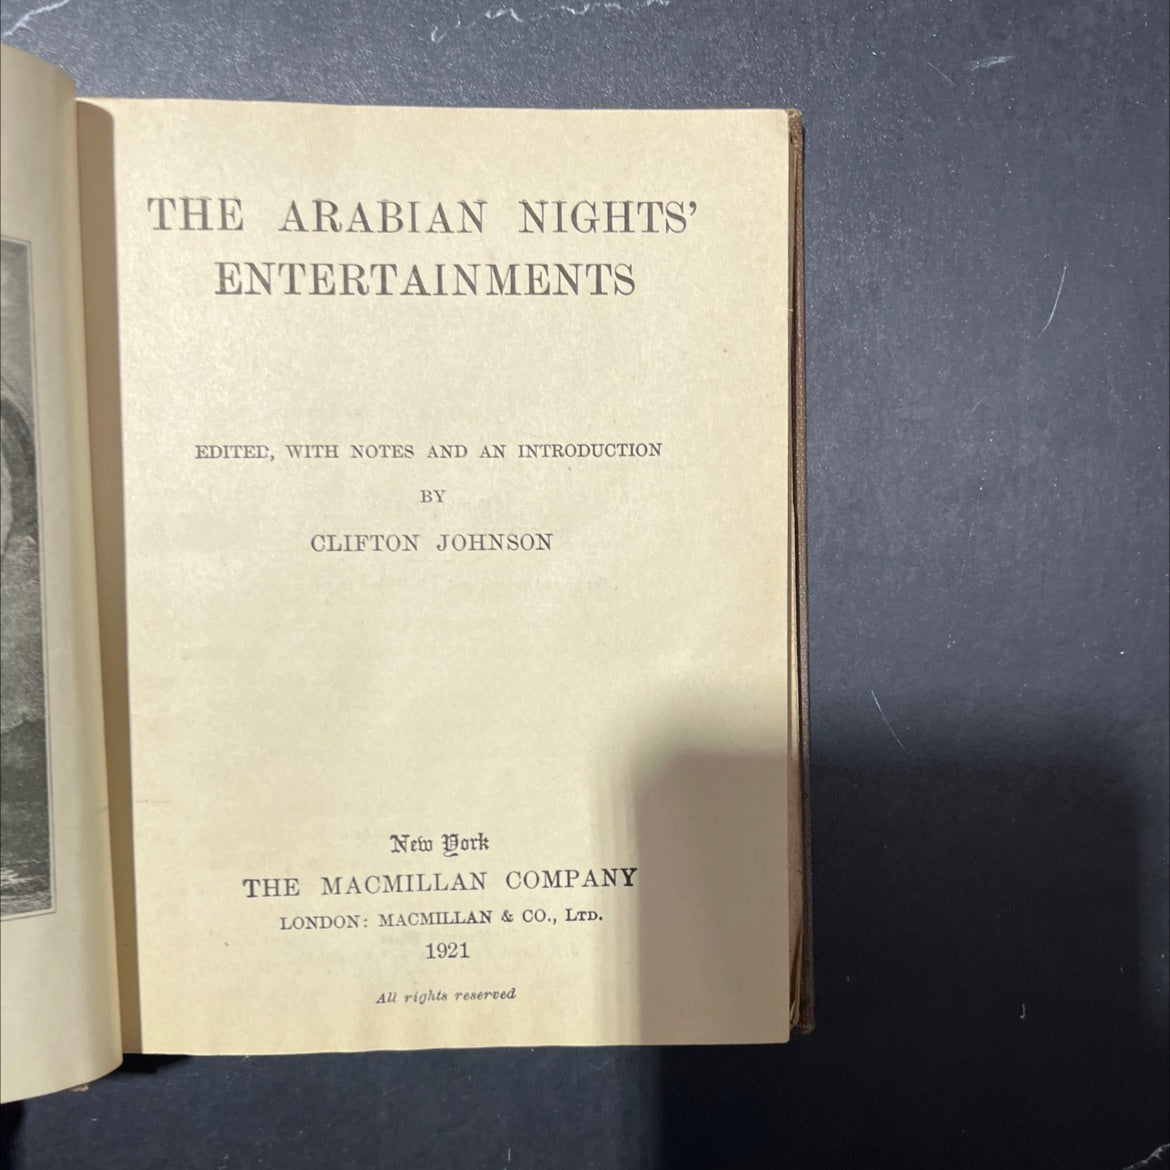 THE ARABIAN NIGHTS'
ENTERTAINMENTS
EDITED, WITH NOTES AND AN INTRODUCTION
BY
CLIFTON JOHNSON
New York
THE MACMILLAN COMPANY
LONDON: MACMILLAN & CO., LTD.
1921
All rights reserved